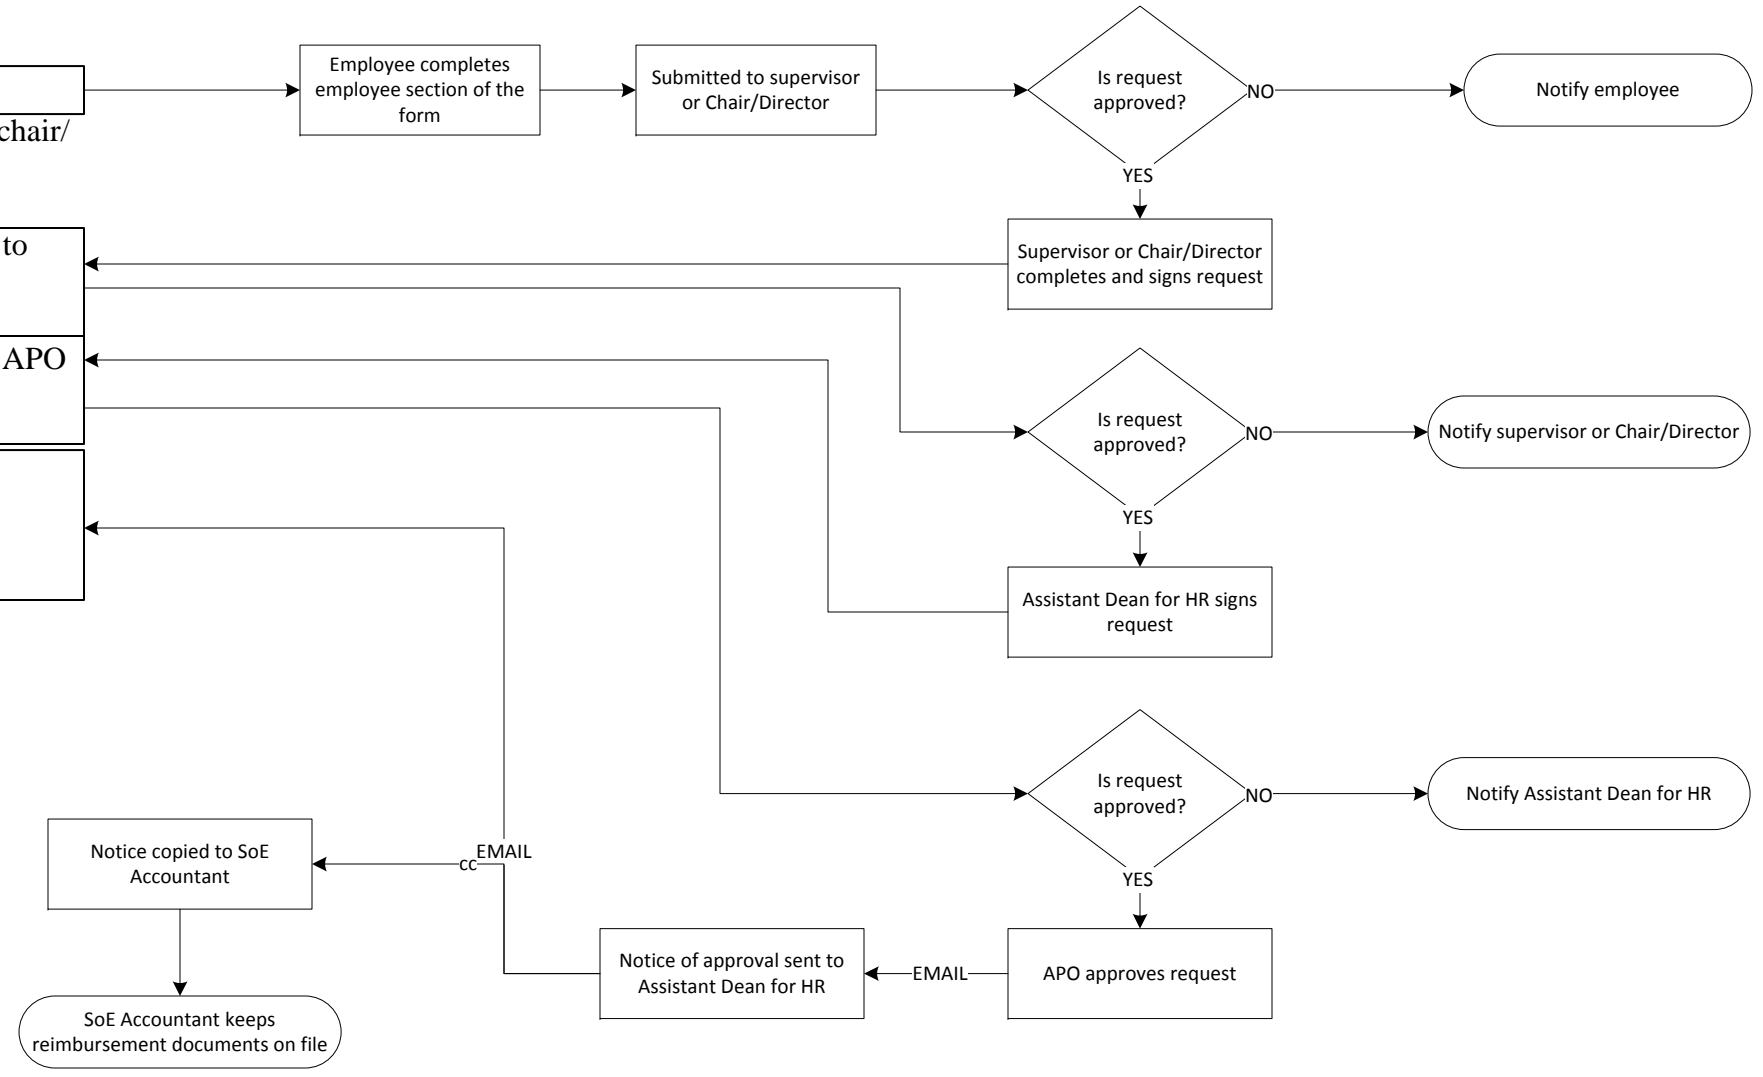 Employee completes
employee section of the
form
Submitted to supervisor
or Chair/Director
Is request
approved?
NO
Notify employee
chair/
YES
to
Supervisor or Chair/Director
completes and signs request
APO
Is request
approved?
NO
Notify supervisor or Chair/Director
YES
Assistant Dean for HR signs
request
Is request
approved?
NO
Notify Assistant Dean for HR
YES
Notice copied to SoE
Accountant
cc
EMAIL
Notice of approval sent to
Assistant Dean for HR
EMAIL
APO approves request
SoE Accountant keeps
reimbursement documents on file